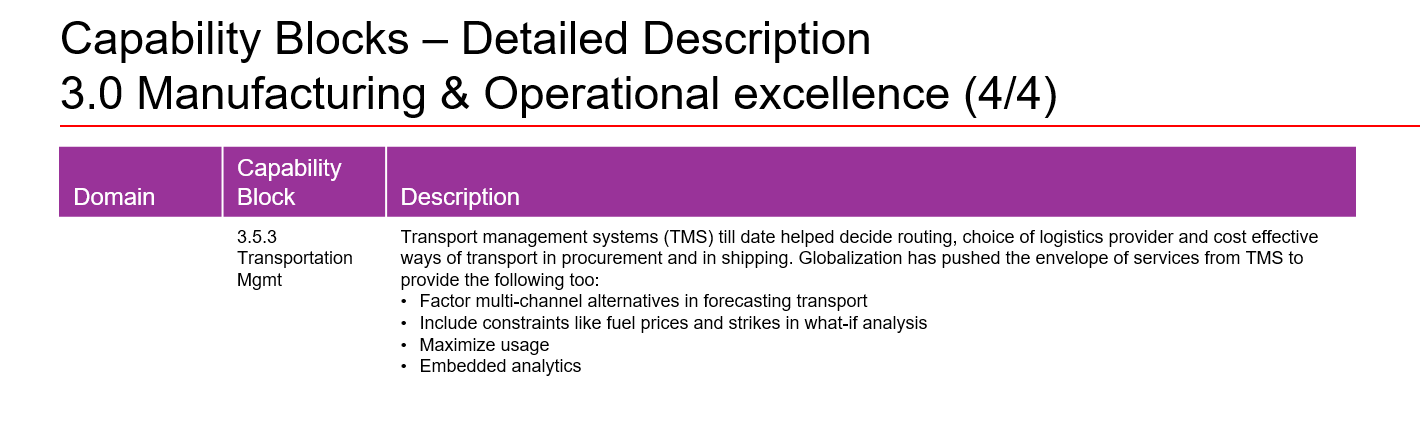 Capability Blocks – Detailed Description
3.0 Manufacturing & Operational excellence (4/4)
Domain
Capability
Block
Description
3.5.3
Transportation
Mgmt
Transport management systems (TMS) till date helped decide routing, choice of logistics provider and cost effective
ways of transport in procurement and in shipping. Globalization has pushed the envelope of services from TMS to
provide the following too:
• Factor multi-channel alternatives in forecasting transport
• Include constraints like fuel prices and strikes in what-if analysis
• Maximize usage
• Embedded analytics